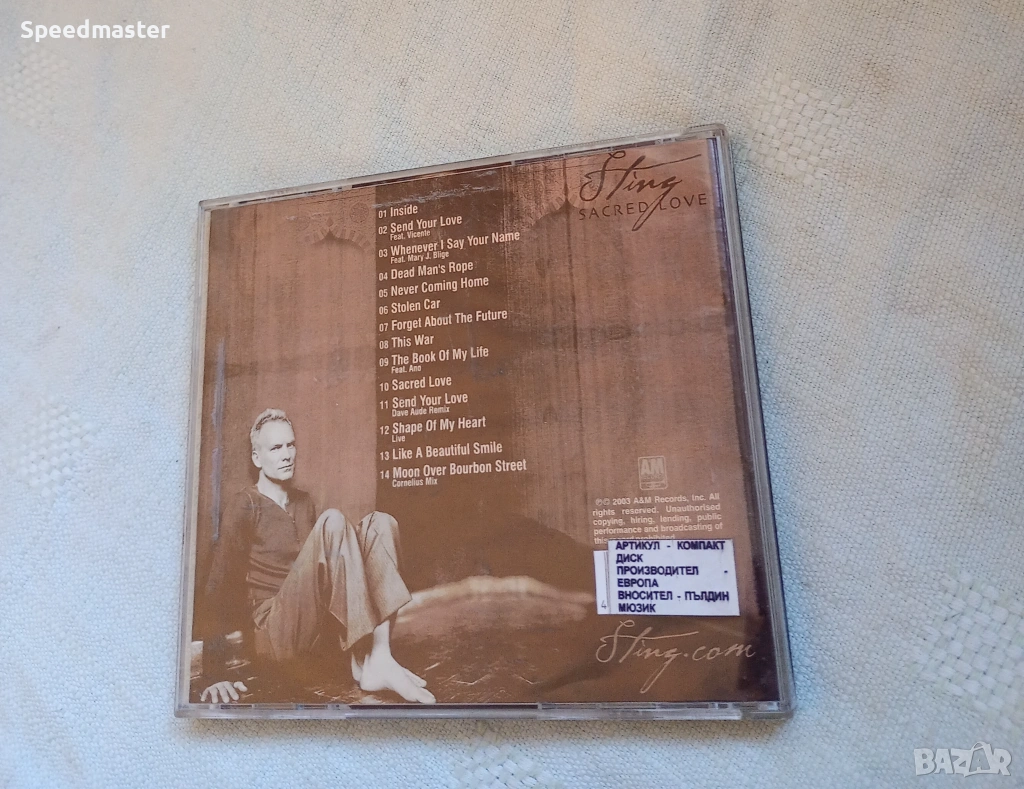 Speedmaster
Sting
SACRED LOVE
01 Inside
02 Send Your Love
Feat. Vicente
03 Whenever I Say Your Name
Feat. Mary J. Blige
04 Dead Man's Rope
05 Never Coming Home
06 Stolen Car
07 Forget About The Future
08 This War
09 The Book Of My Life
Feat. Ano
10 Sacred Love
11 Send Your Love
Dave Aude Remix
12 Shape Of My Heart
Live
13 Like A Beautiful Smile
14 Moon Over Bourbon Street
Cornelius Mix
AM
℗© 2003 A&M Records, Inc. All
rights reserved. Unauthorised
copying, hiring, lending, public
performance and broadcasting of
АРТИКУЛ - КОМПАКТ
ДИСК
ПРОИЗВОДИТЕЛ -
ЕВРОПА
ВНОСИТЕЛ - ПЪЛДИН
МЮЗИК
4
Sting.com
BAZAR